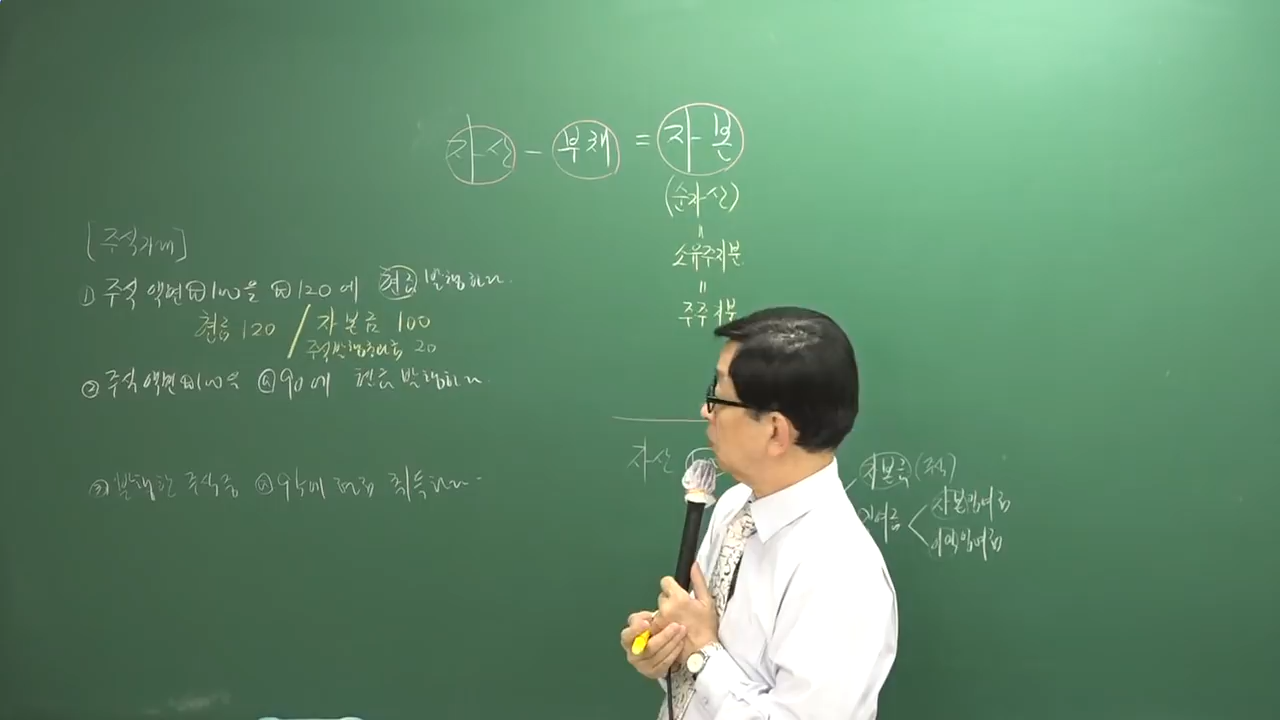 자산 - 부채 = 자본
(순자산)
=
소유주지분
=
주주지분
[주식거래]
① 주식 액면 ₩100을 ₩120에 현금 발행하다.
현금 120 / 자본금 100
주식발행초과금 20
② 주식액면 ₩100을 ₩90에 현금 발행하다.
③ 발행한 주식 중 ₩ 에 현금 취득하다.
자산
자본금 (주식)
잉여금 < 자본잉여금
이익잉여금